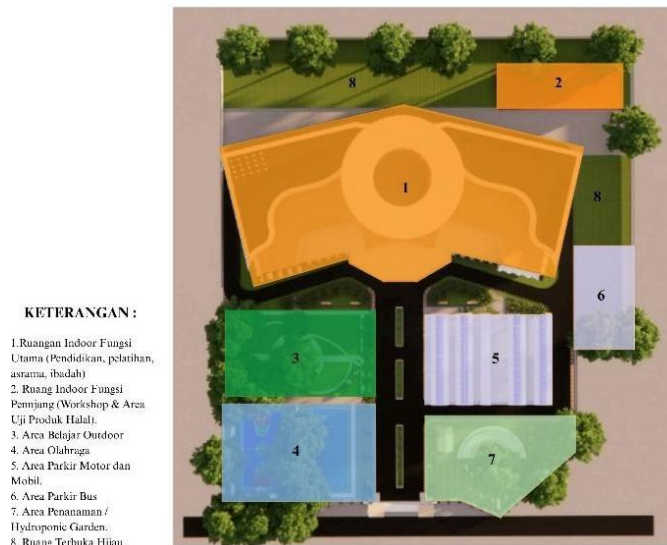 KETERANGAN :
1.Ruangan Indoor Fungsi
Utama (Pendidikan, pelatihan,
asrama, ibadah)
2. Ruang Indoor Fungsi
Pennjang (Workshop & Area
Uji Produk Halal).
3. Area Belajar Outdoor
4. Area Olahraga
5. Area Parkir Motor dan
Mobil.
6. Area Parkir Bus
7. Area Penanaman /
Hydroponic Garden.
8. Ruang Terbuka Hijau
8
2
1
8
6
3
5
4
7